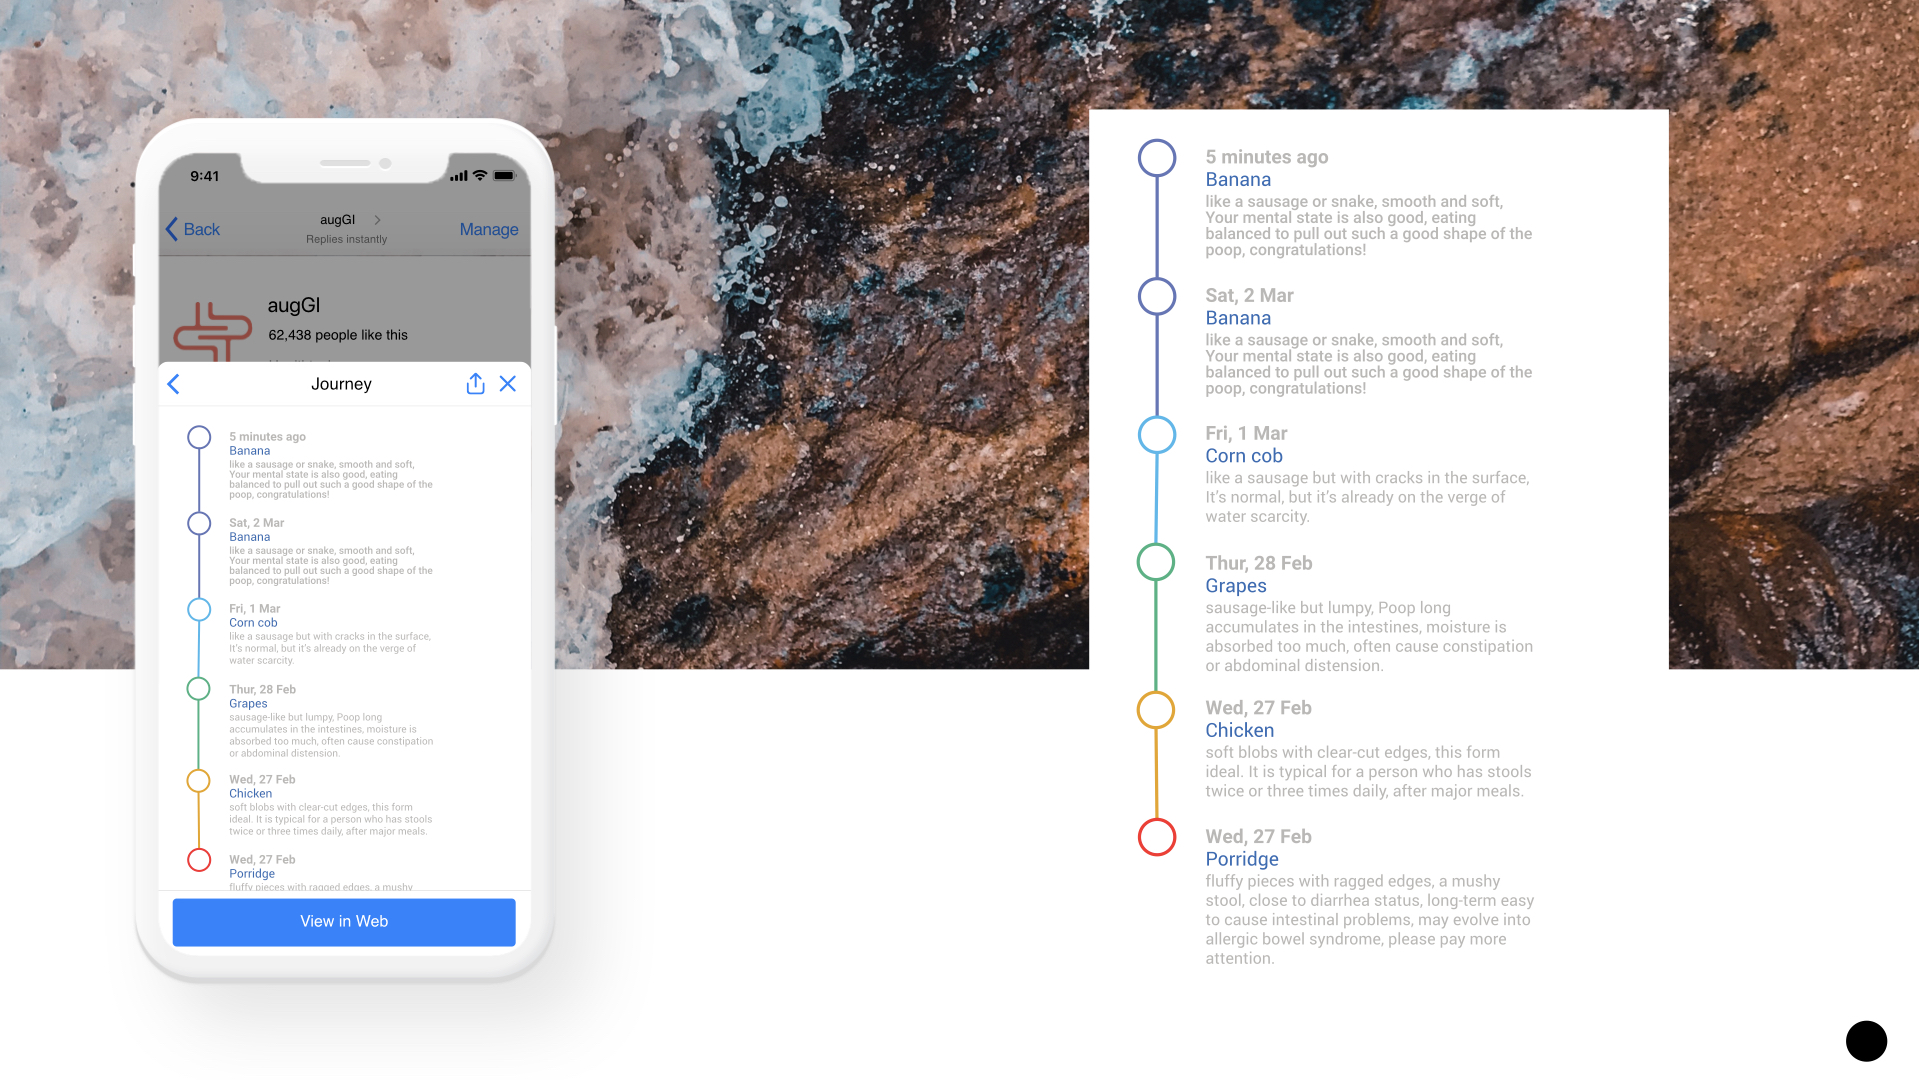 9:41
Back
augGI
Replies instantly
Manage
augGI
62,438 people like this
Journey
5 minutes ago
Banana
like a sausage or snake, smooth and soft,
Your mental state is also good, eating
balanced to pull out such a good shape of the
poop, congratulations!
Sat, 2 Mar
Banana
like a sausage or snake, smooth and soft,
Your mental state is also good, eating
balanced to pull out such a good shape of the
poop, congratulations!
Fri, 1 Mar
Corn cob
like a sausage but with cracks in the surface,
It's normal, but it's already on the verge of
water scarcity.
Thur, 28 Feb
Grapes
sausage-like but lumpy, Poop long
accumulates in the intestines, moisture is
absorbed too much, often cause constipation
or abdominal distension.
Wed, 27 Feb
Chicken
soft blobs with clear-cut edges, this form
ideal. It is typical for a person who has stools
twice or three times daily, after major meals.
Wed, 27 Feb
Porridge
fluffy pieces with ragged edges, a mushy
View in Web
5 minutes ago
Banana
like a sausage or snake, smooth and soft,
Your mental state is also good, eating
balanced to pull out such a good shape of the
poop, congratulations!
Sat, 2 Mar
Banana
like a sausage or snake, smooth and soft,
Your mental state is also good, eating
balanced to pull out such a good shape of the
poop, congratulations!
Fri, 1 Mar
Corn cob
like a sausage but with cracks in the surface,
It's normal, but it's already on the verge of
water scarcity.
Thur, 28 Feb
Grapes
sausage-like but lumpy, Poop long
accumulates in the intestines, moisture is
absorbed too much, often cause constipation
or abdominal distension.
Wed, 27 Feb
Chicken
soft blobs with clear-cut edges, this form
ideal. It is typical for a person who has stools
twice or three times daily, after major meals.
Wed, 27 Feb
Porridge
fluffy pieces with ragged edges, a mushy
stool, close to diarrhea status, long-term easy
to cause intestinal problems, may evolve into
allergic bowel syndrome, please pay more
attention.